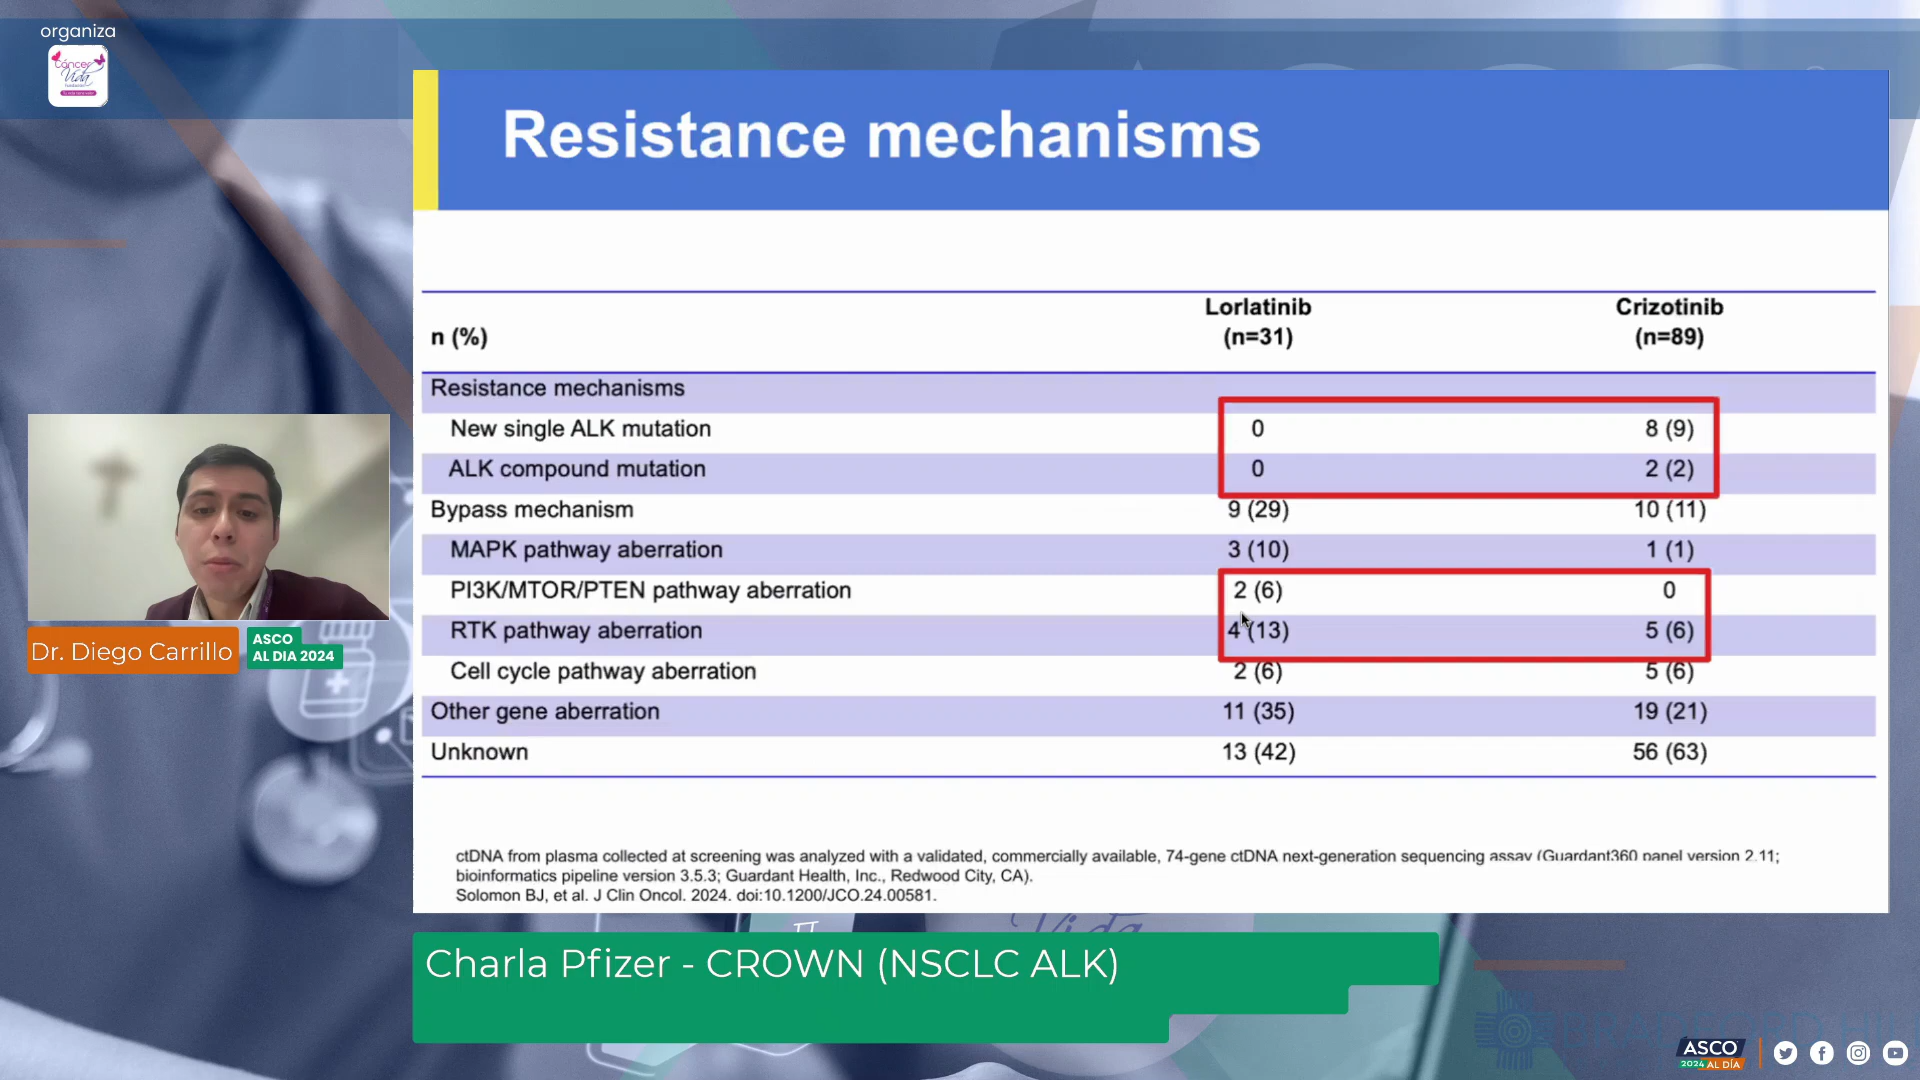 organiza
Cáncer
Vida
Resistance mechanisms
n (%)
Lorlatinib
(n=31)
Crizotinib
(n=89)
Resistance mechanisms
New single ALK mutation 0 8 (9)
ALK compound mutation 0 2 (2)
Bypass mechanism 9 (29) 10 (11)
MAPK pathway aberration 3 (10) 1 (1)
PI3K/MTOR/PTEN pathway aberration 2 (6) 0
RTK pathway aberration 4 (13) 5 (6)
Cell cycle pathway aberration 2 (6) 5 (6)
Other gene aberration 11 (35) 19 (21)
Unknown 13 (42) 56 (63)
ctDNA from plasma collected at screening was analyzed with a validated, commercially available, 74-gene ctDNA next-generation sequencing assay (Guardant360 panel version 2.11;
bioinformatics pipeline version 3.5.3; Guardant Health, Inc., Redwood City, CA).
Solomon BJ, et al. J Clin Oncol. 2024. doi:10.1200/JCO.24.00581.
Dr. Diego Carrillo
ASCO
AL DIA 2024
Vida
Charla Pfizer - CROWN (NSCLC ALK)
ASCO
2024 AL DÍA